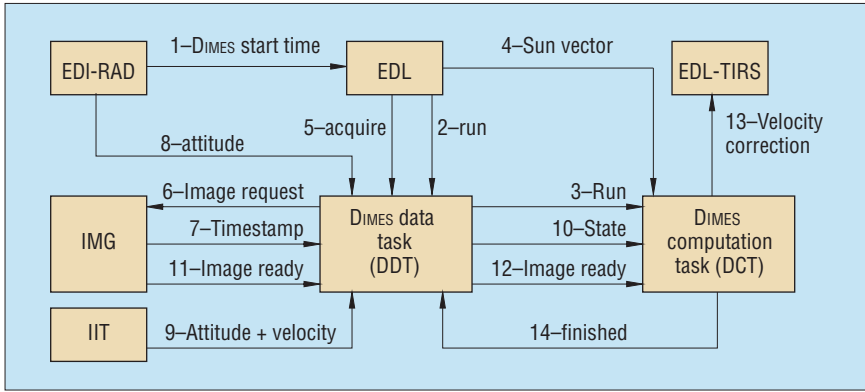 1–DIMES start time
4–Sun vector
EDI-RAD
EDL
EDL-TIRS
5–acquire
2–run
13–Velocity
correction
8–attitude
6–Image request
3–Run
IMG
7–Timestamp
DIMES data
task
(DDT)
10–State
DIMES
computation
task (DCT)
11–Image ready
12–Image ready
IIT
9–Attitude + velocity
14–finished